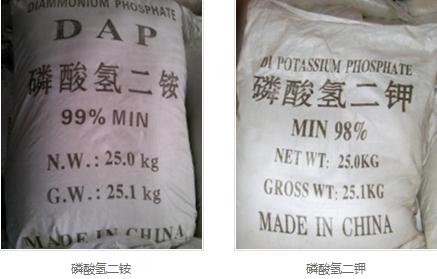 DIAMMONIUM PHOSPHATE
DAP
磷酸氢二铵
99% MIN
N.W.: 25.0 kg
G.W.: 25.1 kg
MADE IN CHINA
磷酸氢二铵
DI POTASSIUM PHOSPHATE
磷酸氢二钾
MIN 98%
NET WT: 25.0KG
GROSS WT: 25.1KG
MADE IN CHINA
磷酸氢二钾